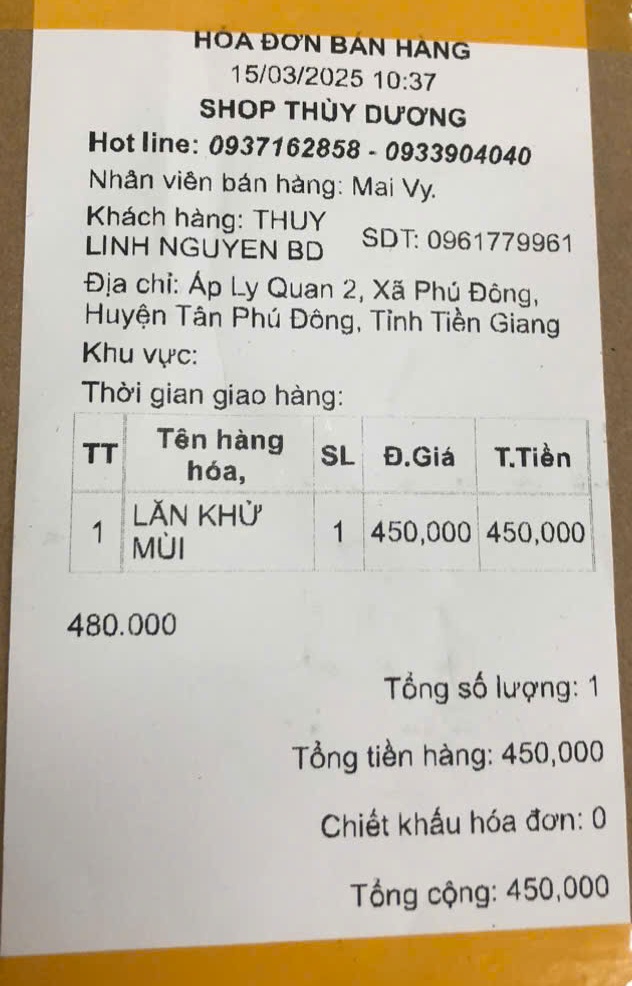 HÓA ĐƠN BÁN HÀNG
15/03/2025 10:37
SHOP THÙY DƯƠNG
Hot line: 0937162858 - 0933904040
Nhân viên bán hàng: Mai Vy.
Khách hàng: THUY LINH NGUYEN BD SDT: 0961779961
Địa chỉ: Áp Ly Quan 2, Xã Phú Đông,
Huyện Tân Phú Đông, Tỉnh Tiền Giang
Khu vực:
Thời gian giao hàng:
TT Tên hàng hóa, SL Đ.Giá T.Tiền
1 LĂN KHỬ MÙI 1 450,000 450,000
480.000
Tổng số lượng: 1
Tổng tiền hàng: 450,000
Chiết khấu hóa đơn: 0
Tổng cộng: 450,000